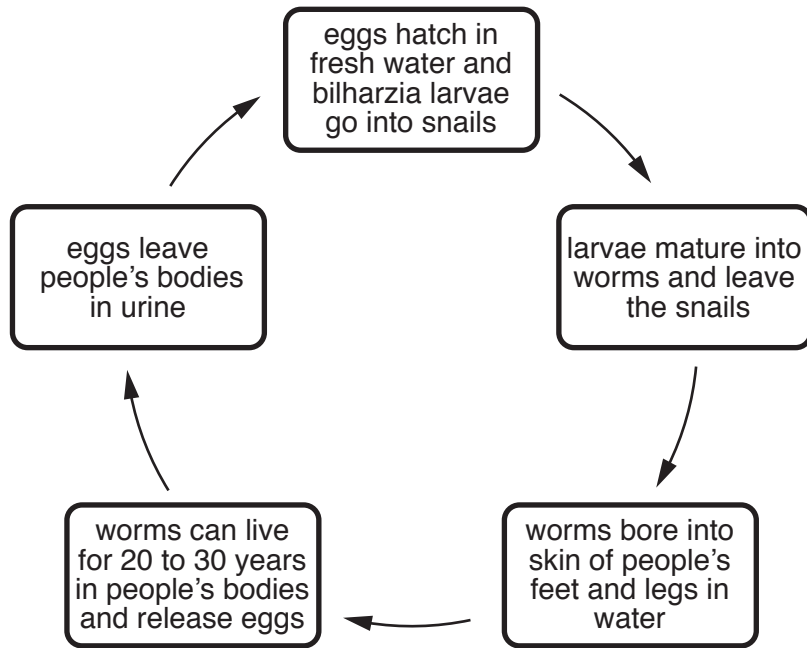 eggs hatch in
fresh water and
bilharzia larvae
go into snails
larvae mature into
worms and leave
the snails
worms bore into
skin of people’s
feet and legs in
water
worms can live
for 20 to 30 years
in people’s bodies
and release eggs
eggs leave
people’s bodies
in urine